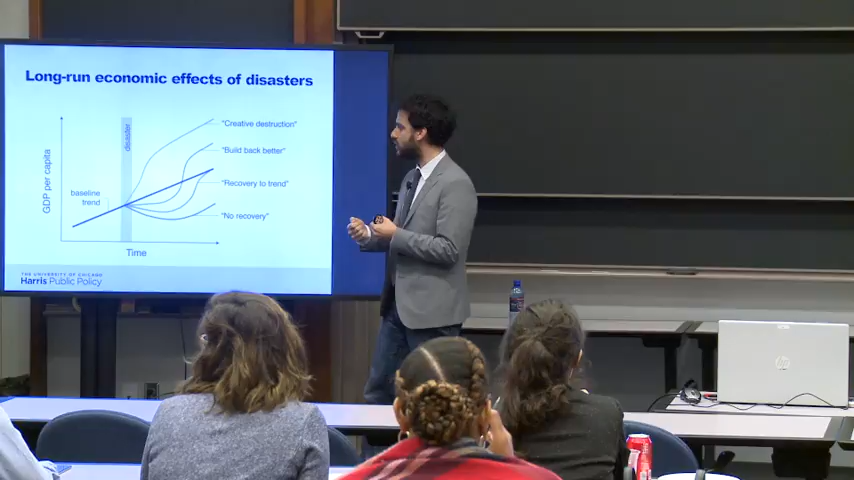 Long-run economic effects of disasters
disaster
"Creative destruction"
"Build back better"
GDP per capita
"Recovery to trend"
baseline
trend
"No recovery"
Time
THE UNIVERSITY OF CHICAGO
Harris Public Policy
hp